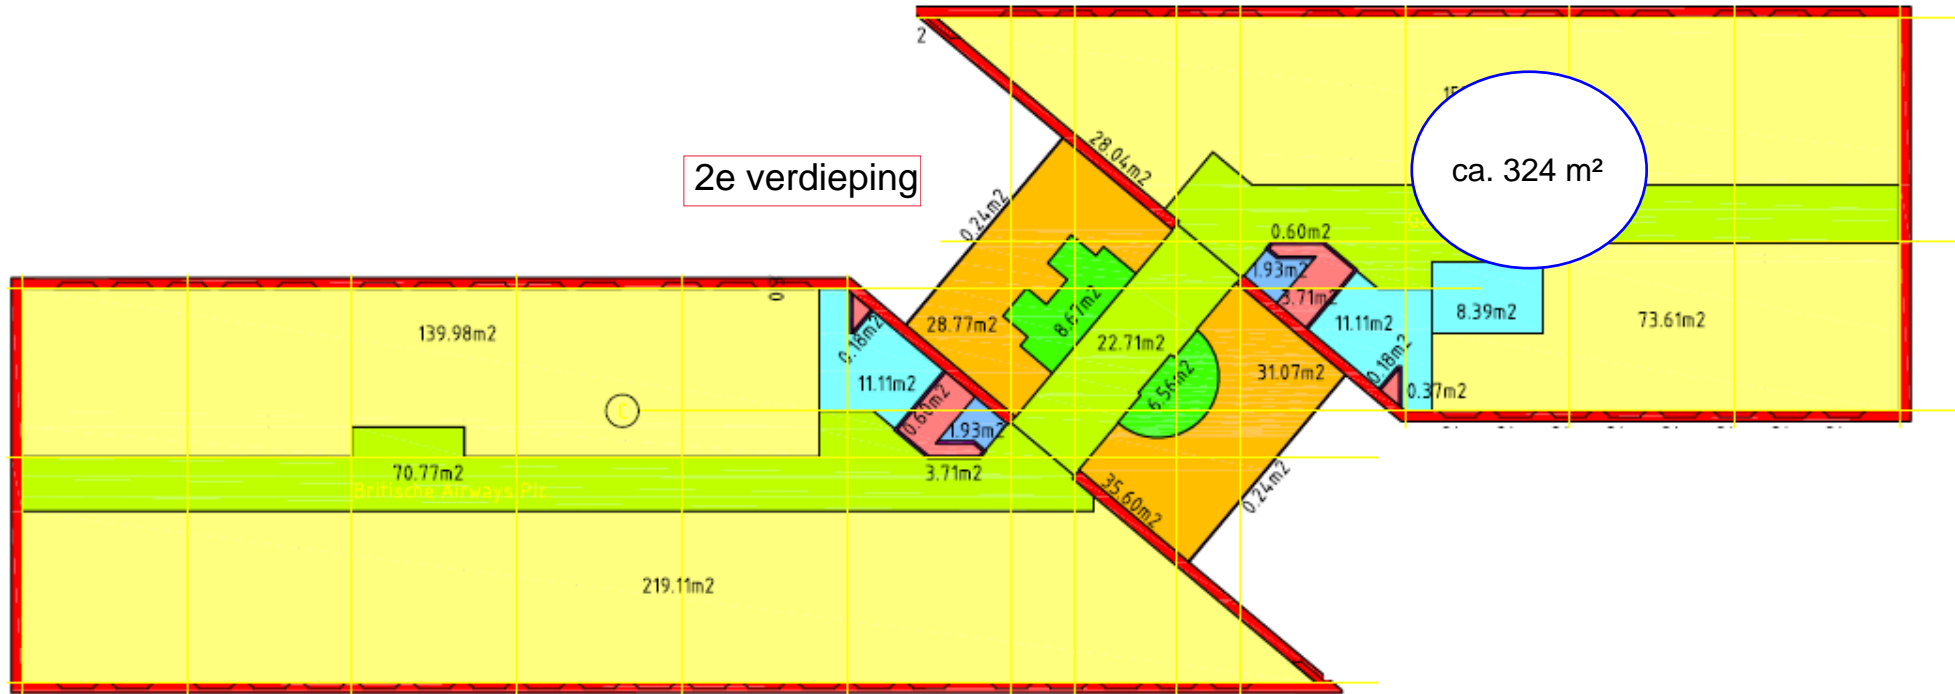 2
28.04m2
ca. 324 m²
2e verdieping
0.24m2
0.60m2
1.93m2
3.71m2
139.98m2
0.18m2
28.77m2
8.67m2
22.71m2
11.11m2
8.39m2
73.61m2
11.11m2
0.60m2
6.56m2
31.07m2
0.18m2
0.37m2
C
1.93m2
70.77m2
3.71m2
Britische Airways Plc.
35.60m2
0.24m2
219.11m2